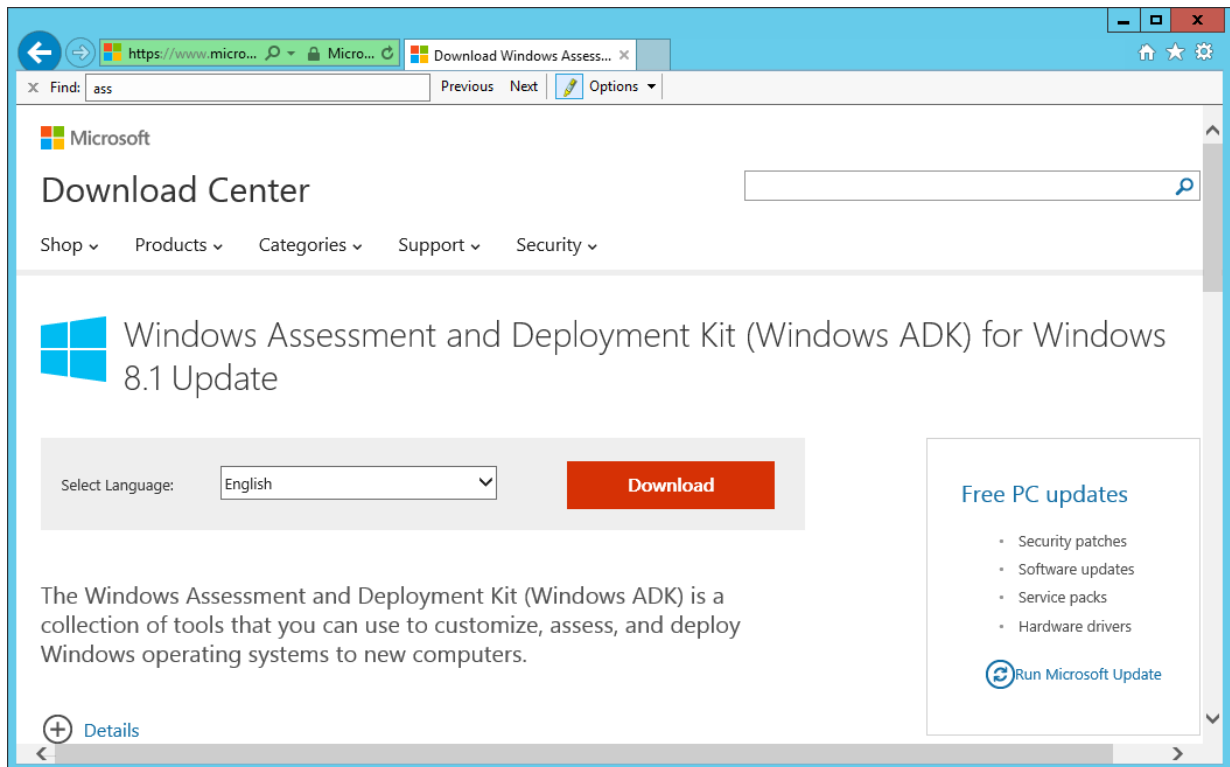 https://www.micro... Micro... Download Windows Assess...
x Find: ass Previous Next Options
Microsoft
Download Center
Shop Products Categories Support Security
Windows Assessment and Deployment Kit (Windows ADK) for Windows
8.1 Update
Select Language: English Download
The Windows Assessment and Deployment Kit (Windows ADK) is a
collection of tools that you can use to customize, assess, and deploy
Windows operating systems to new computers.
Details
Free PC updates
Security patches
Software updates
Service packs
Hardware drivers
Run Microsoft Update